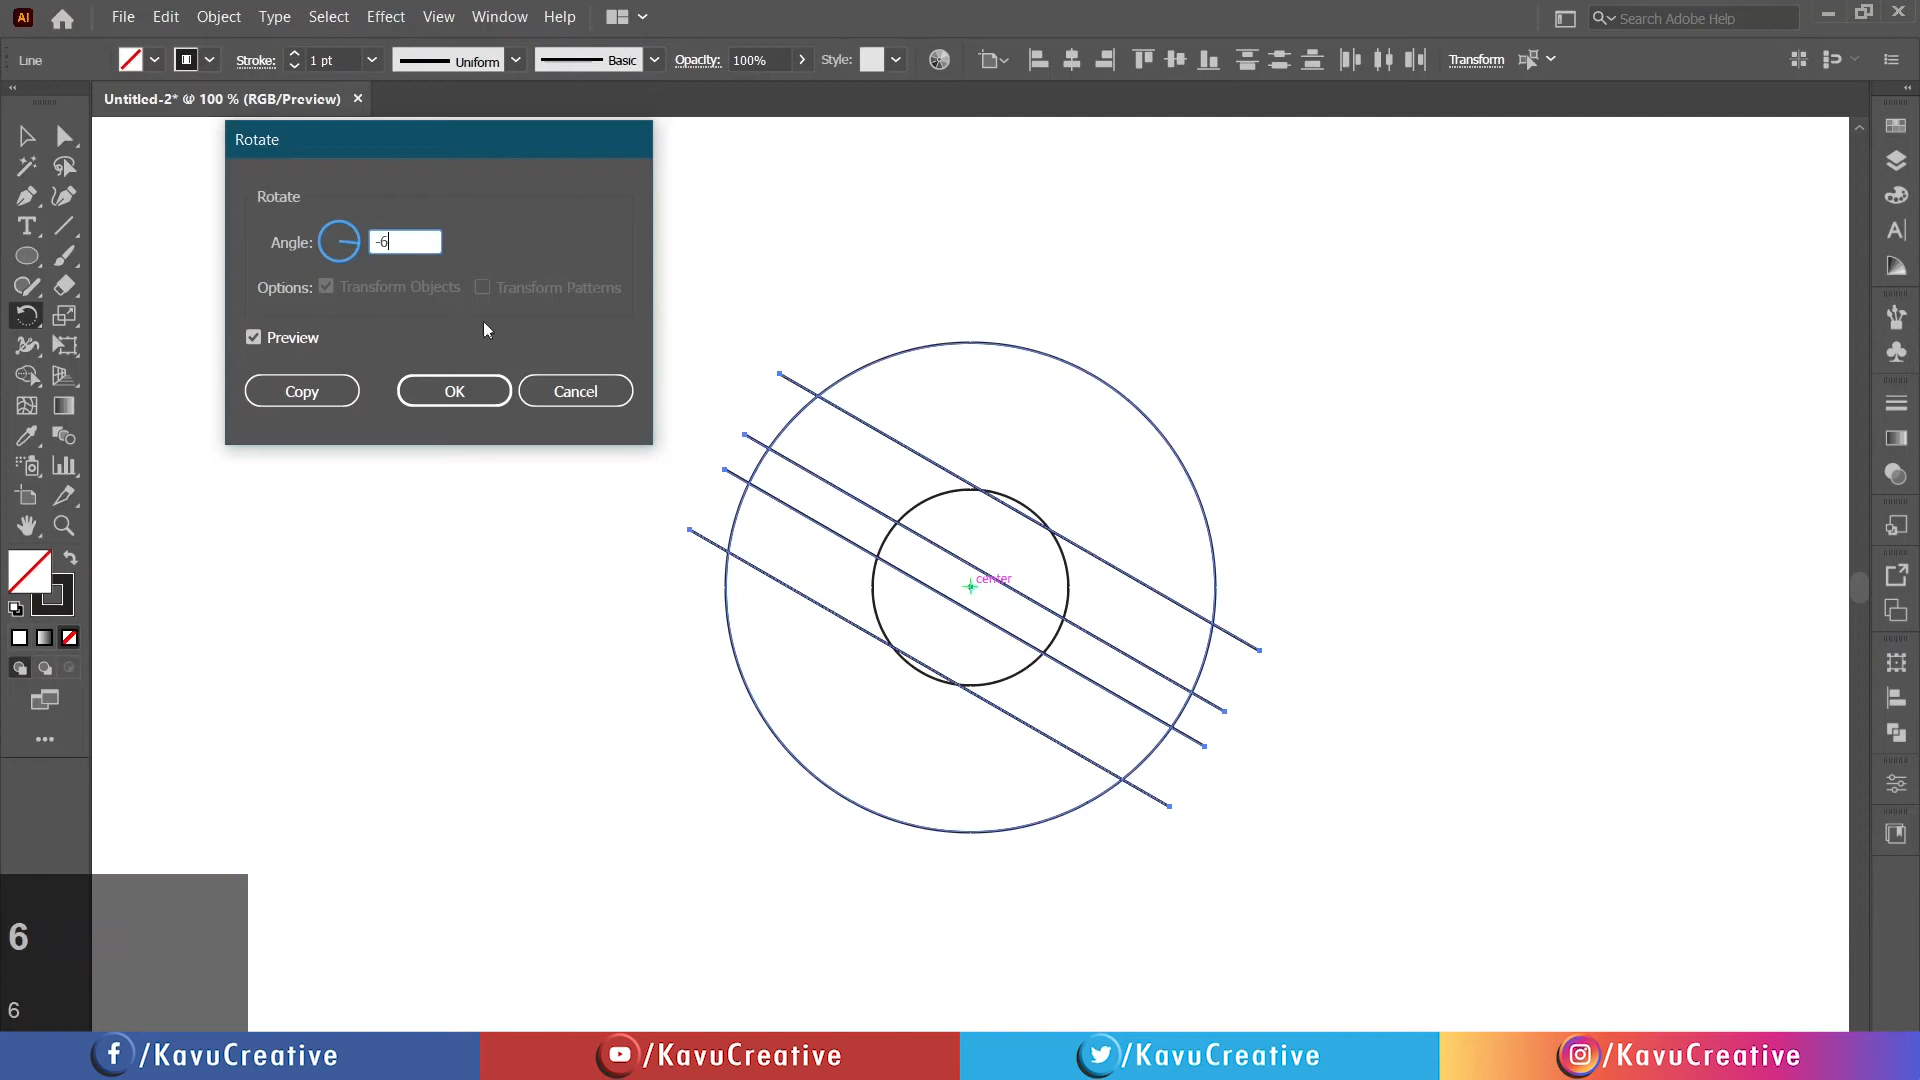 Ai File Edit Object Type Select Effect View Window Help Search Adobe Help
Line Stroke: 1 pt Uniform Basic Opacity: 100% Style: Transform
Untitled-2* @ 100 % (RGB/Preview)
Rotate
Rotate
Angle: -6
Options: Transform Objects Transform Patterns
Preview
Copy OK Cancel
center
6
6
/KavuCreative /KavuCreative /KavuCreative /KavuCreative